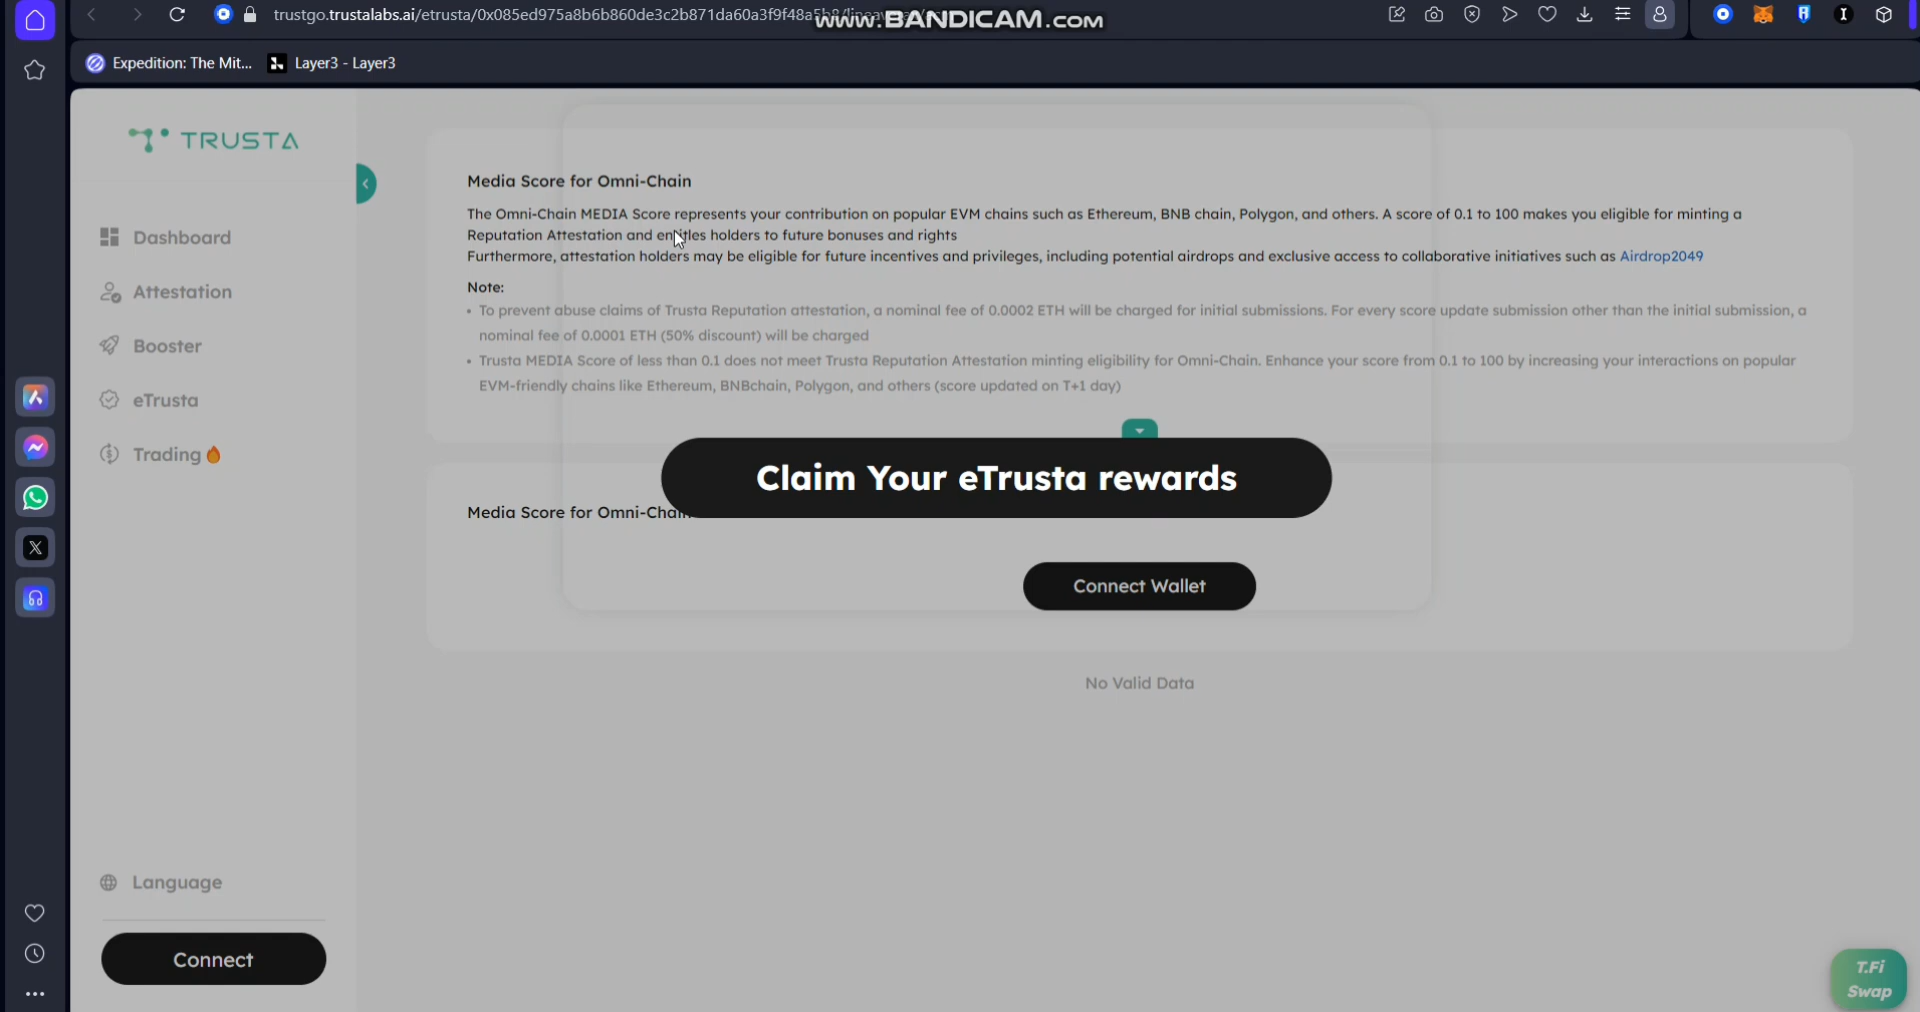 trustgo.trustalabs.ai/etrusta/0x085ed975a8b6b860de3c2b871da60a3f9f48a5b8/
www.BANDICAM.com
Expedition: The Mit...
Layer3 - Layer3
TRUSTA
Dashboard
Attestation
Booster
eTrusta
Trading
Language
Connect
Media Score for Omni-Chain
The Omni-Chain MEDIA Score represents your contribution on popular EVM chains such as Ethereum, BNB chain, Polygon, and others. A score of 0.1 to 100 makes you eligible for minting a
Reputation Attestation and entitles holders to future bonuses and rights
Furthermore, attestation holders may be eligible for future incentives and privileges, including potential airdrops and exclusive access to collaborative initiatives such as Airdrop2049
Note:
• To prevent abuse claims of Trusta Reputation attestation, a nominal fee of 0.0002 ETH will be charged for initial submissions. For every score update submission other than the initial submission, a
nominal fee of 0.0001 ETH (50% discount) will be charged
• Trusta MEDIA Score of less than 0.1 does not meet Trusta Reputation Attestation minting eligibility for Omni-Chain. Enhance your score from 0.1 to 100 by increasing your interactions on popular
EVM-friendly chains like Ethereum, BNBchain, Polygon, and others (score updated on T+1 day)
Claim Your eTrusta rewards
Media Score for Omni-Chain
Connect Wallet
No Valid Data
T.Fi
Swap